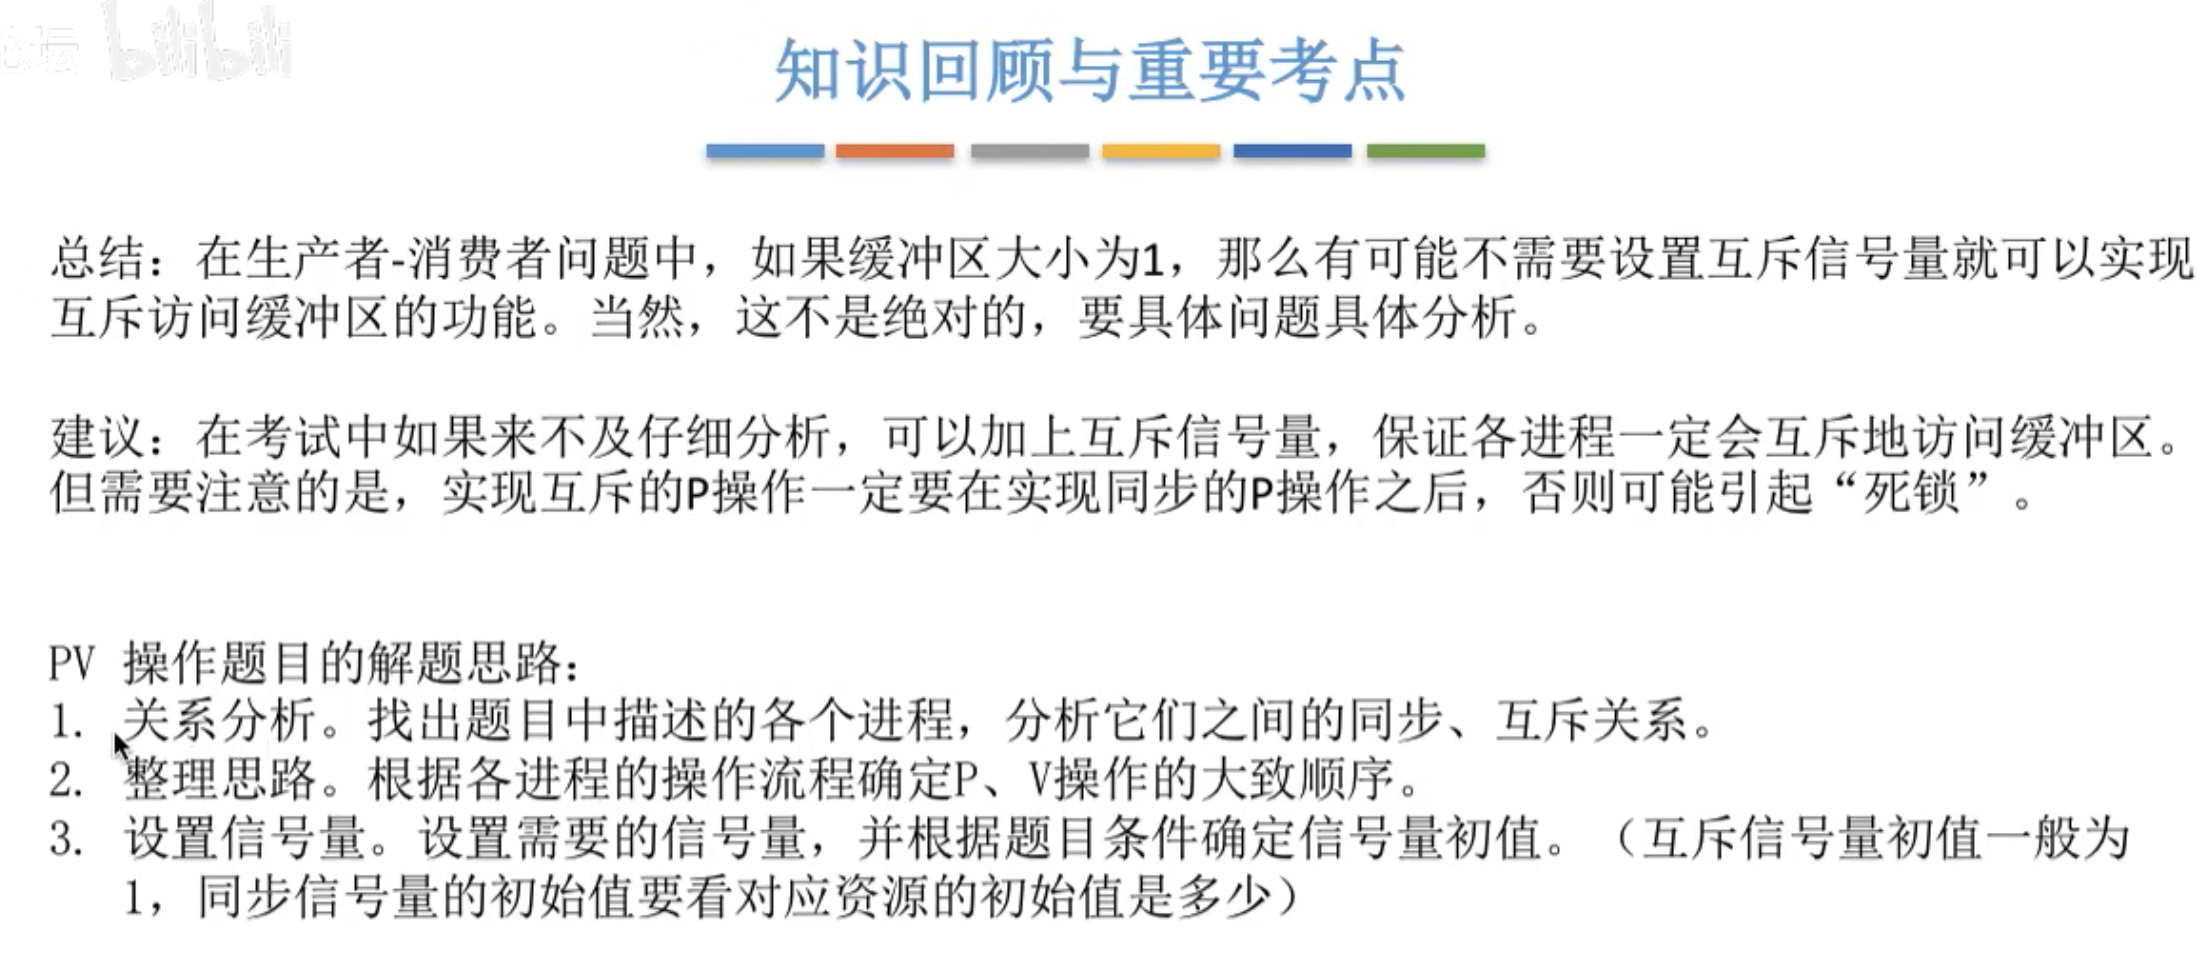 论坛 bilibili
知识回顾与重要考点
总结：在生产者-消费者问题中，如果缓冲区大小为1，那么有可能不需要设置互斥信号量就可以实现
互斥访问缓冲区的功能。当然，这不是绝对的，要具体问题具体分析。
建议：在考试中如果来不及仔细分析，可以加上互斥信号量，保证各进程一定会互斥地访问缓冲区。
但需要注意的是，实现互斥的P操作一定要在实现同步的P操作之后，否则可能引起“死锁”。
PV 操作题目的解题思路：
1. 关系分析。找出题目中描述的各个进程，分析它们之间的同步、互斥关系。
2. 整理思路。根据各进程的操作流程确定P、V操作的大致顺序。
3. 设置信号量。设置需要的信号量，并根据题目条件确定信号量初值。（互斥信号量初值一般为
1，同步信号量的初始值要看对应资源的初始值是多少）